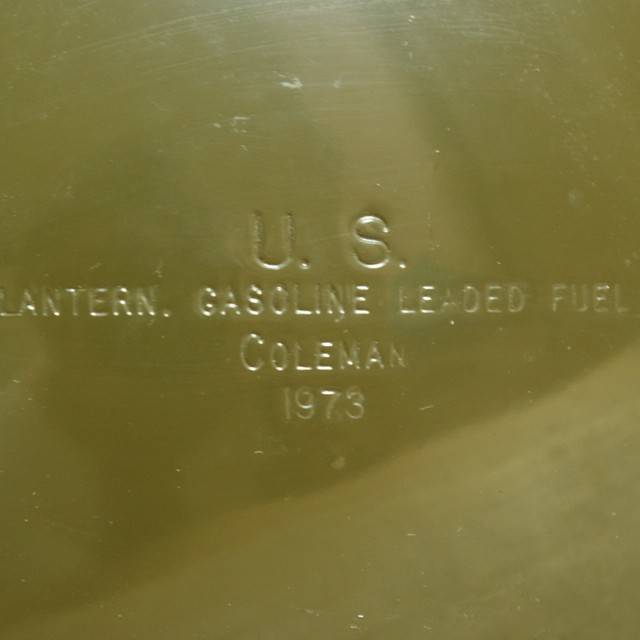 U. S.
LANTERN. GASOLINE LEADED FUEL
COLEMAN
1973